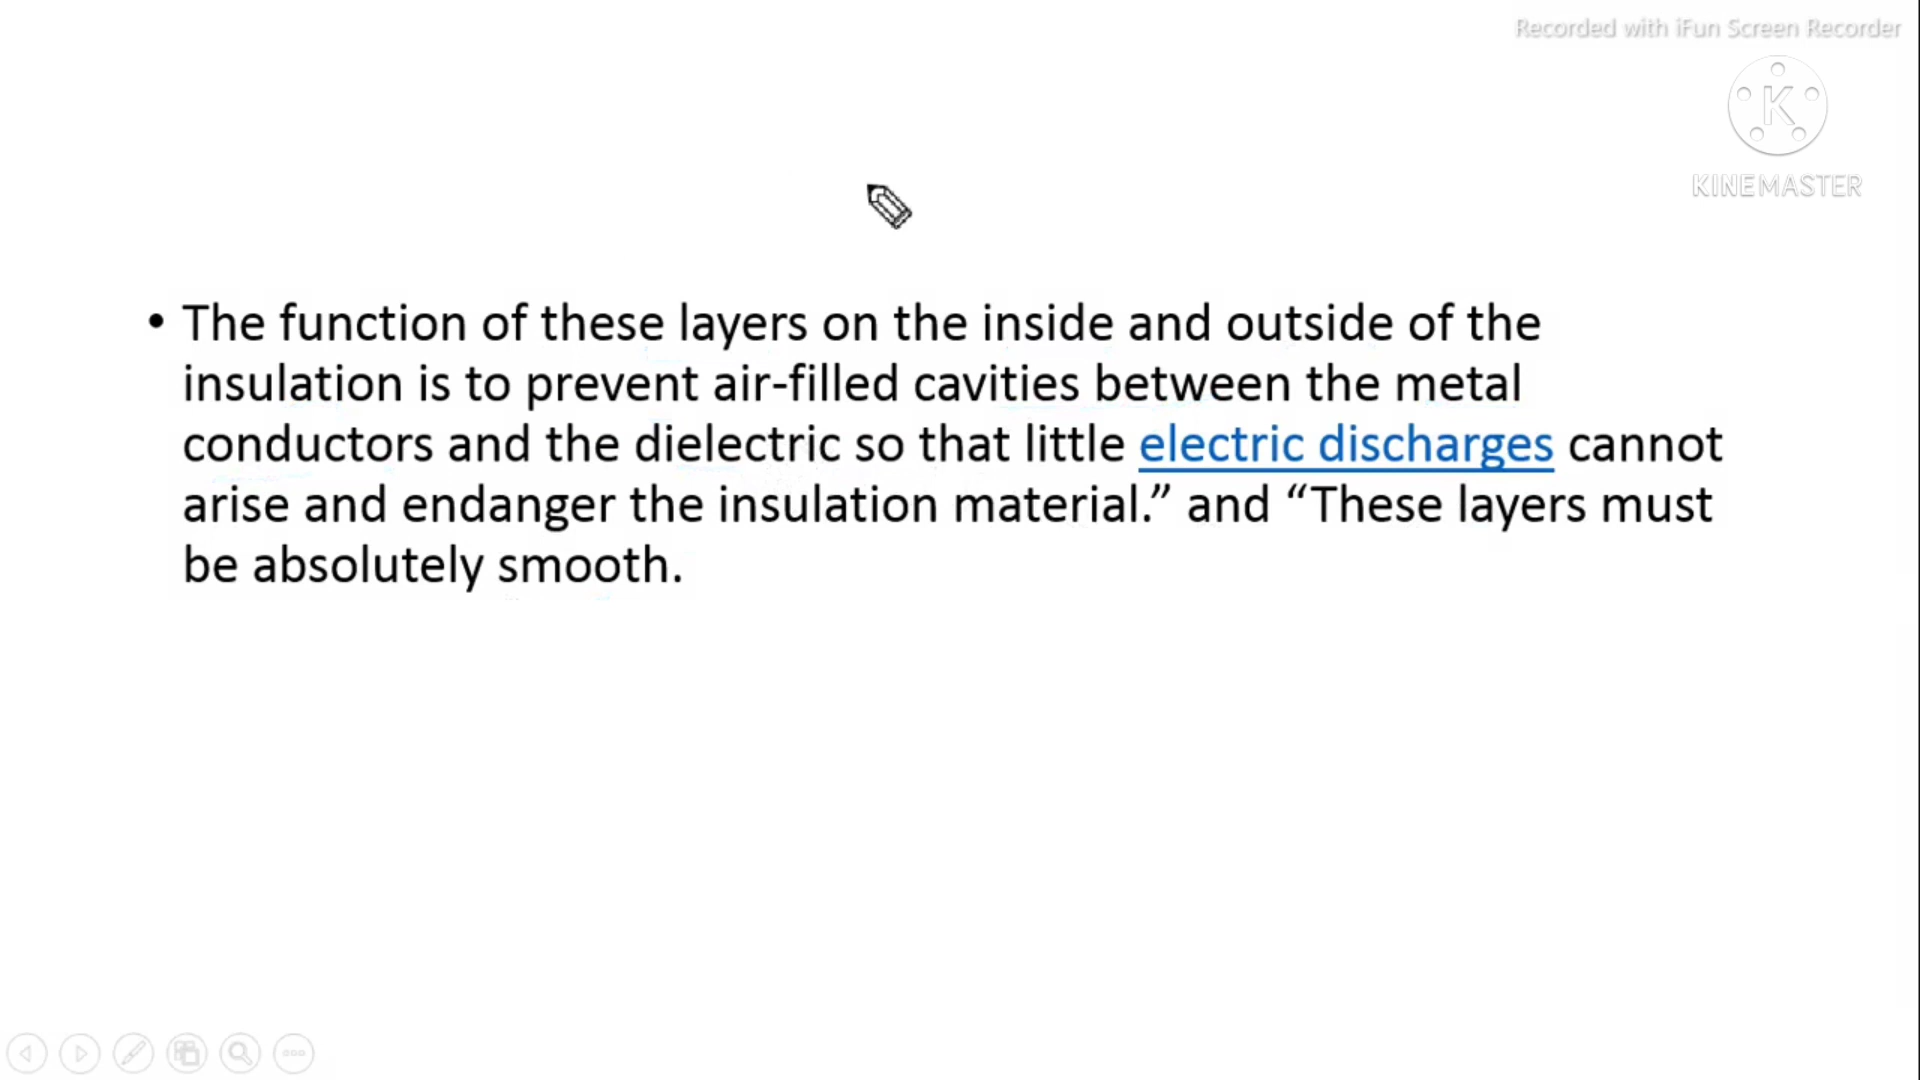 Recorded with iFun Screen Recorder
K
KINEMASTER
• The function of these layers on the inside and outside of the
insulation is to prevent air-filled cavities between the metal
conductors and the dielectric so that little electric discharges cannot
arise and endanger the insulation material.” and “These layers must
be absolutely smooth.